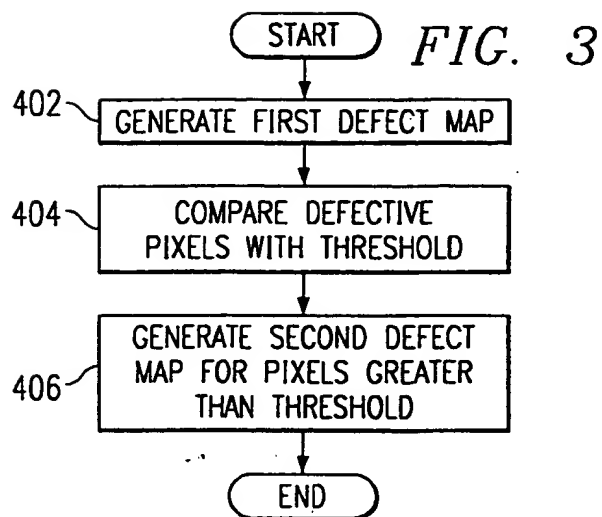 START
FIG. 3
402
GENERATE FIRST DEFECT MAP
404
COMPARE DEFECTIVE
PIXELS WITH THRESHOLD
406
GENERATE SECOND DEFECT
MAP FOR PIXELS GREATER
THAN THRESHOLD
END